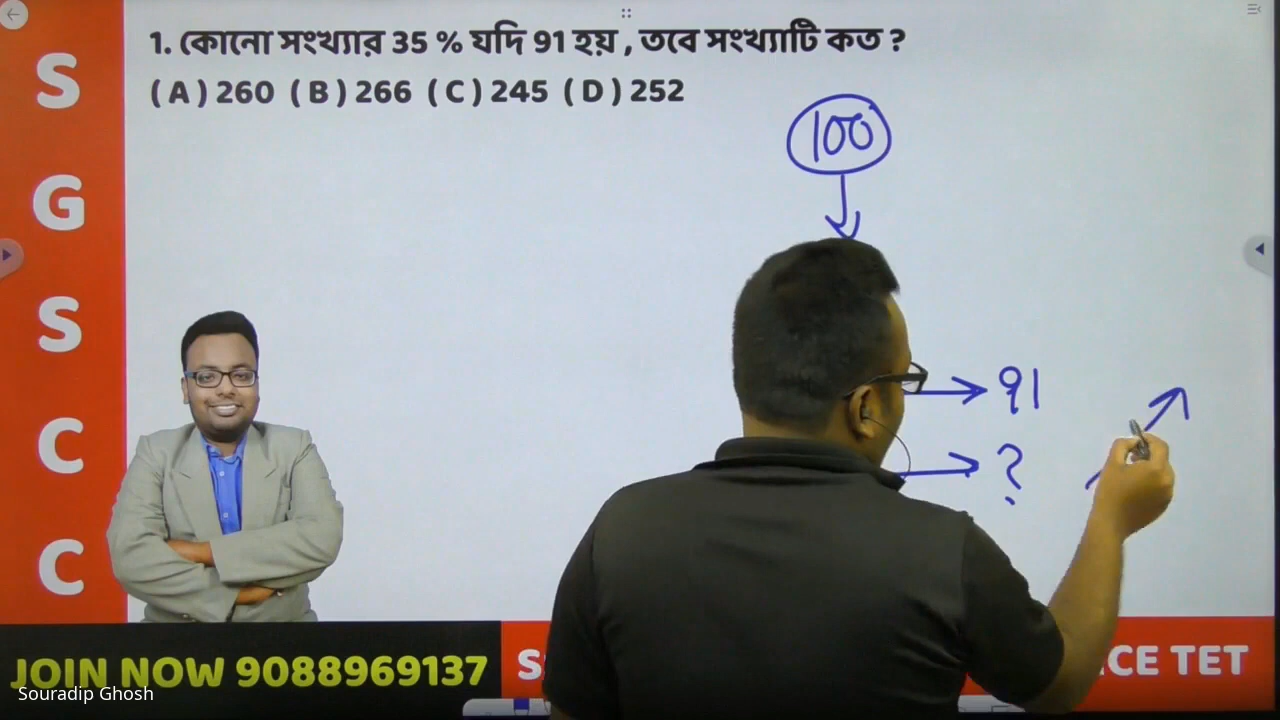 1. কোনো সংখ্যার 35 % যদি 91 হয় , তবে সংখ্যাটি কত ?
( A ) 260 ( B ) 266 ( C ) 245 ( D ) 252
100
91
?
S
G
S
C
C
JOIN NOW 9088969137
CE TET
Souradip Ghosh